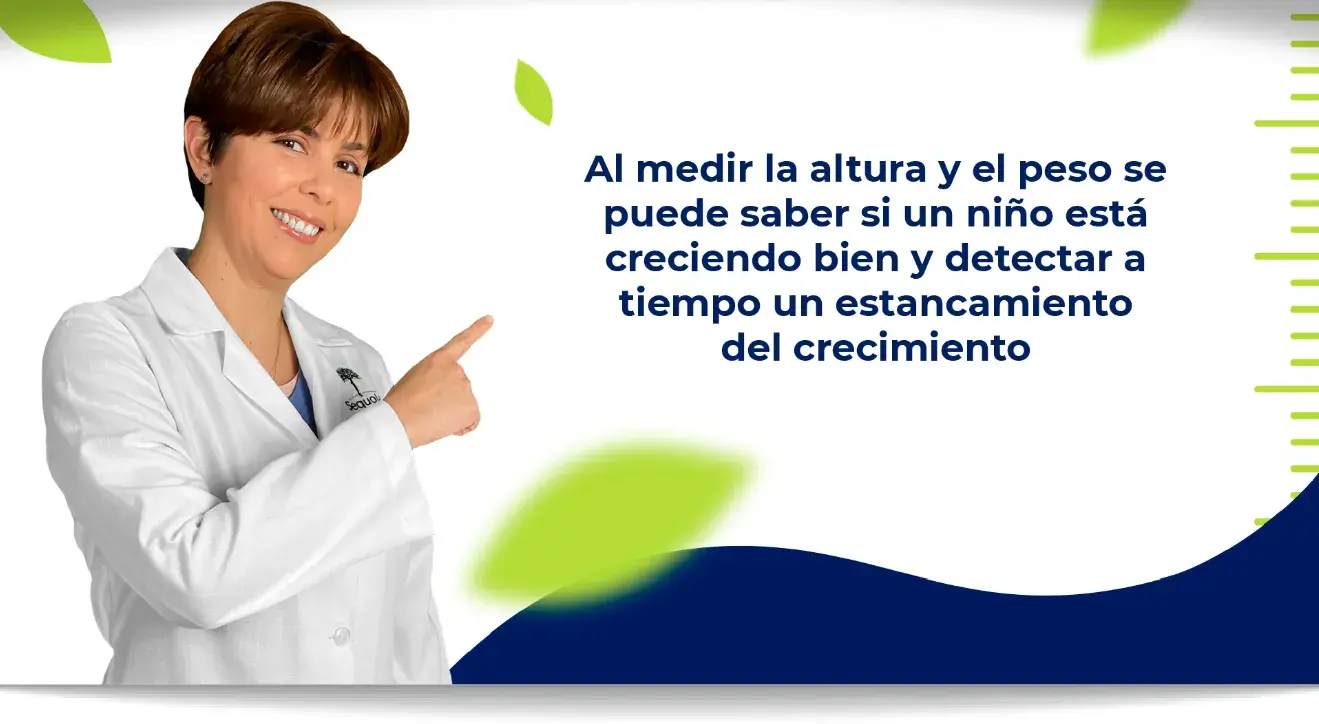 Al medir la altura y el peso se
puede saber si un niño está
creciendo bien y detectar a
tiempo un estancamiento
del crecimiento